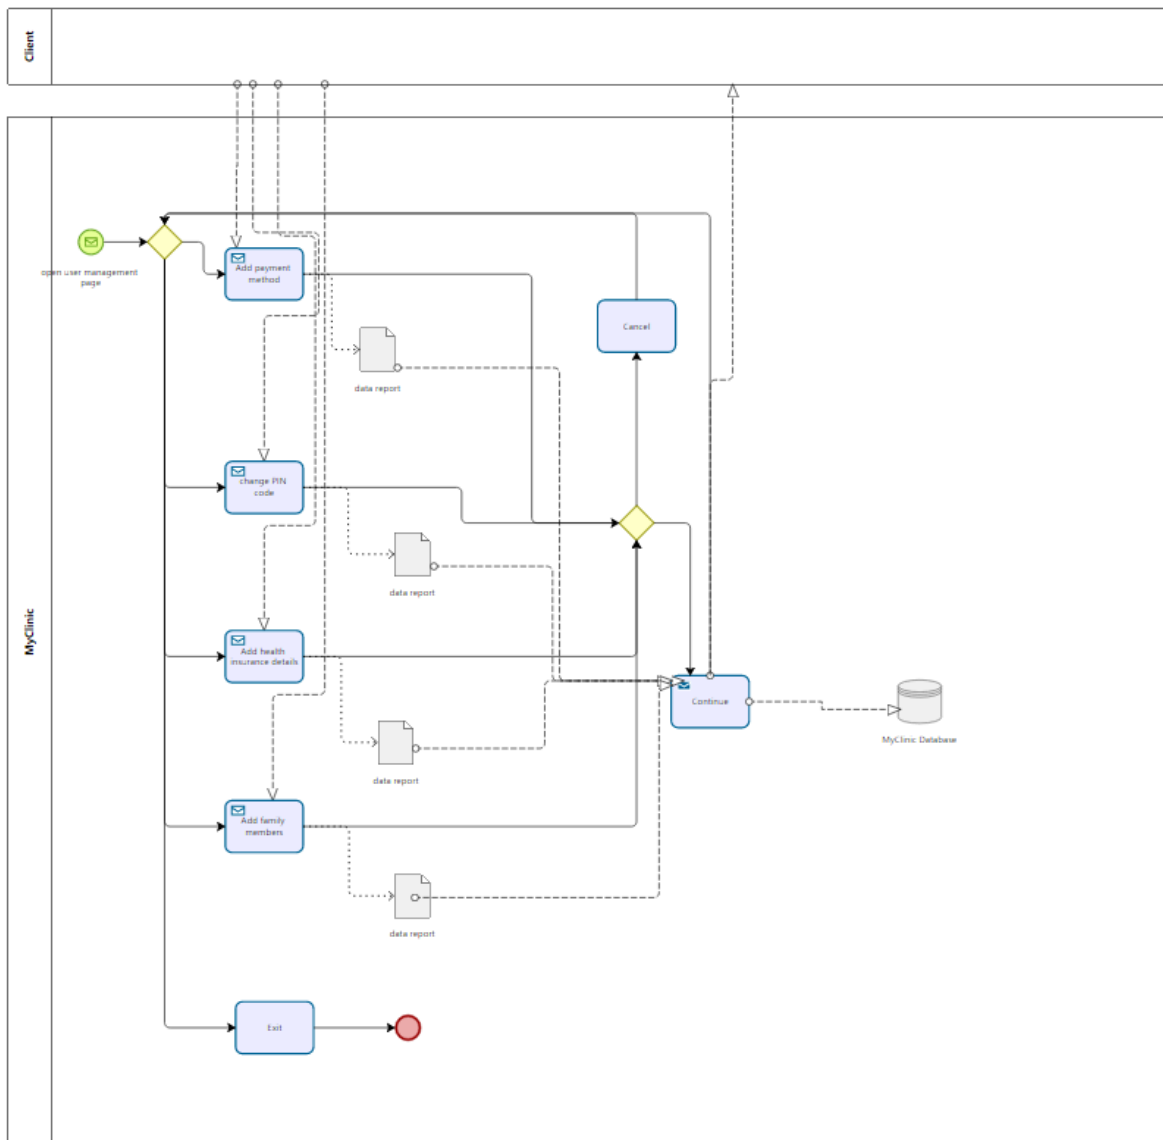 Client
MyClinic
open user management
page
Add payment
method
Cancel
data report
change PIN
code
data report
Add health
insurance details
Continue
MyClinic Database
data report
Add family
members
data report
Exit